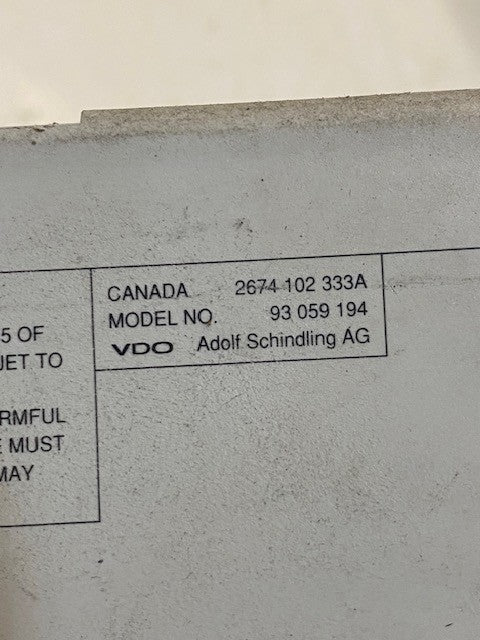 5 OF
JET TO
RMFUL
MUST
MAY
CANADA 2674 102 333A
MODEL NO. 93 059 194
VDO Adolf Schindling AG